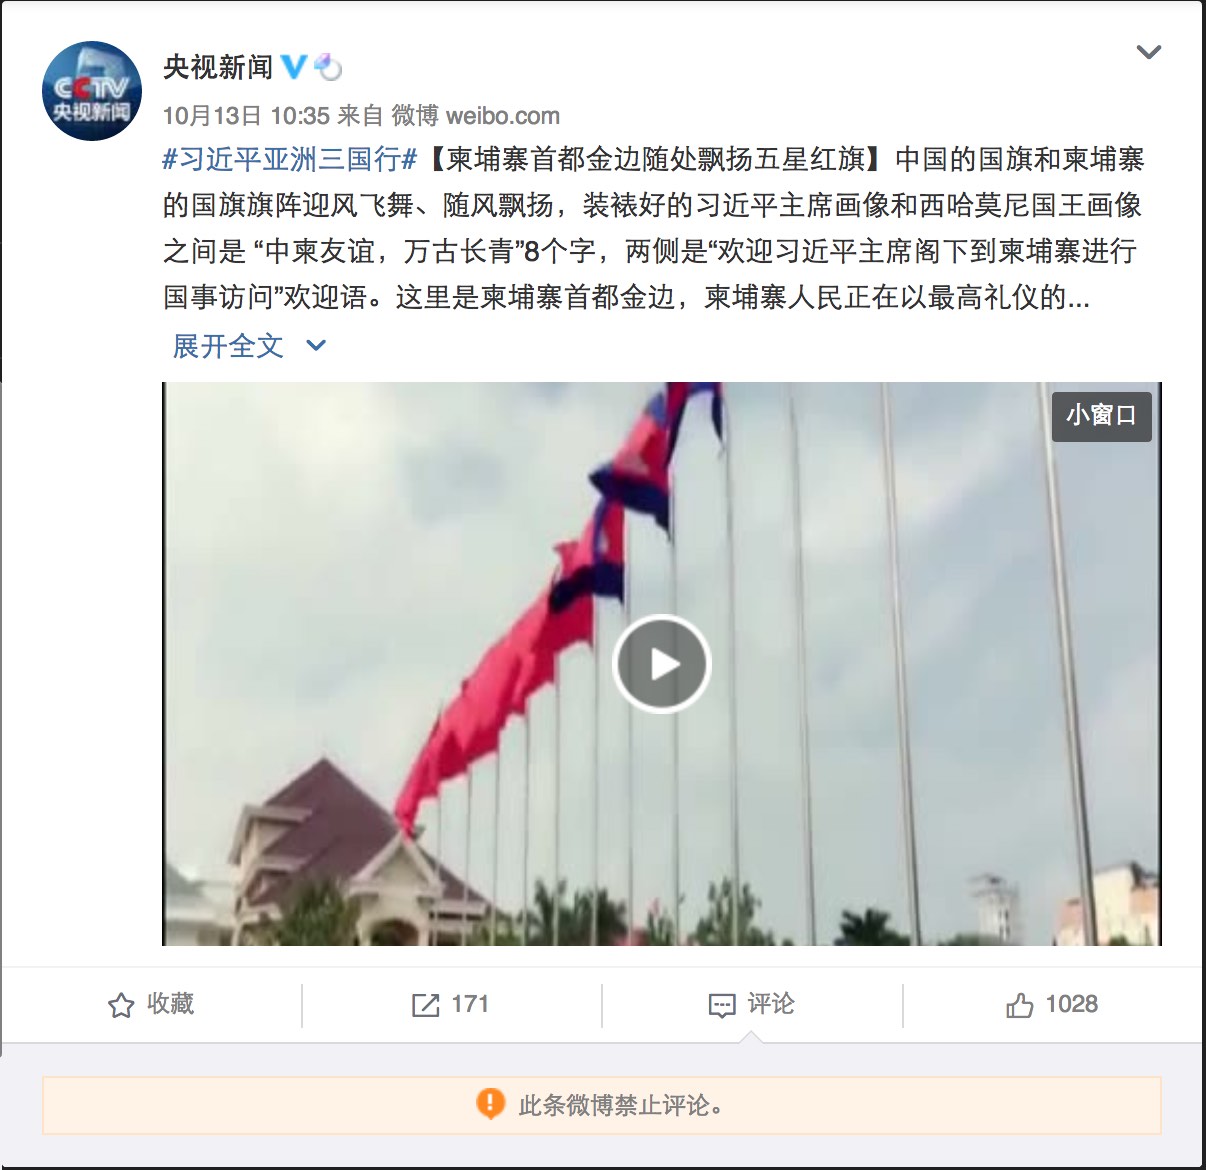 CCTV
央视新闻
央视新闻
10月13日 10:35 来自 微博 weibo.com
#习近平亚洲三国行#【柬埔寨首都金边随处飘扬五星红旗】中国的国旗和柬埔寨
的国旗旗阵迎风飞舞、随风飘扬，装裱好的习近平主席画像和西哈莫尼国王画像
之间是 “中柬友谊，万古长青”8个字，两侧是“欢迎习近平主席阁下到柬埔寨进行
国事访问”欢迎语。这里是柬埔寨首都金边，柬埔寨人民正在以最高礼仪的...
展开全文
小窗口
收藏
171
评论
1028
此条微博禁止评论。